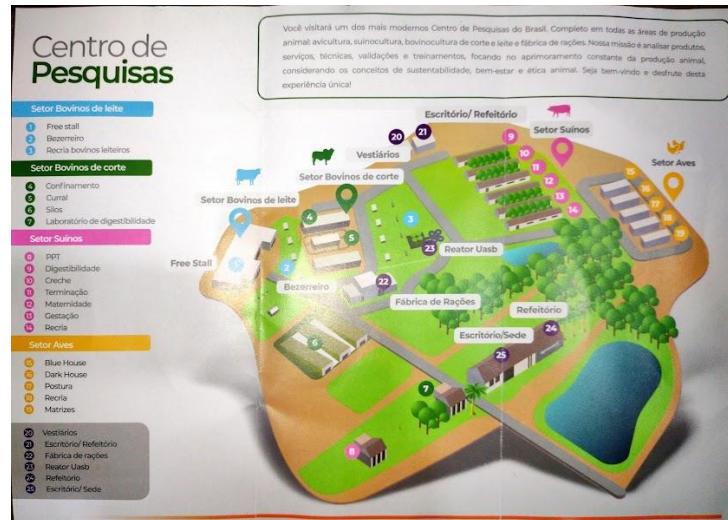 Centro de
Pesquisas
Você visitará um dos mais modernos Centro de Pesquisas do Brasil. Completo em todas as áreas de produção
animal: avicultura, suinocultura, bovinocultura de corte e leite e fábrica de rações. Nossa missão é analisar produtos,
serviços, técnicas, validações e treinamentos, focando no aprimoramento constante da produção animal,
considerando os conceitos de sustentabilidade, bem-estar e ética animal. Seja bem-vindo e desfrute desta
experiência única!
Setor Bovinos de leite
1 Free stall
2 Bezerreiro
3 Recria bovinos leiteiros
Setor Bovinos de corte
4 Confinamento
5 Curral
6 Silos
7 Laboratório de digestibilidade
Setor Suínos
8 PPT
9 Digestibilidade
10 Creche
11 Terminação
12 Maternidade
13 Gestação
14 Recria
Setor Aves
15 Blue House
16 Dark House
17 Postura
18 Recria
19 Matrizes
20 Vestiários
21 Escritório/ Refeitório
22 Fábrica de rações
23 Reator Uasb
24 Refeitório
25 Escritório/ Sede
Escritório/ Refeitório
20
21
9
Setor Suínos
Vestiários
10
Setor Aves
11
15
Setor Bovinos de corte
12
16
Setor Bovinos de leite
13
17
4
3
14
18
5
23
Reator Uasb
19
Free Stall
1
2
Bezerreiro
22
Fábrica de Rações
Refeitório
6
Escritório/Sede
24
25
7
8